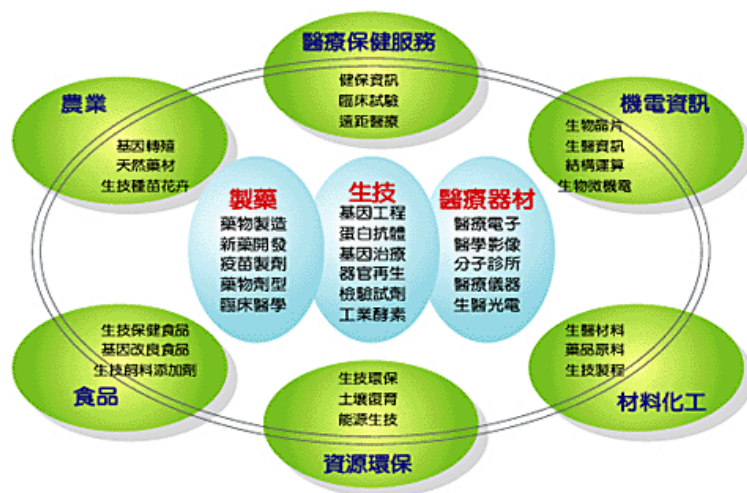 醫療保健服務
健保資訊
臨床試驗
遠距醫療
農業
基因轉殖
天然藥材
生技種苗花卉
機電資訊
生物晶片
生醫資訊
結構運算
生物微機電
製藥
藥物製造
新藥開發
疫苗製劑
藥物劑型
臨床醫學
生技
基因工程
蛋白抗體
基因治療
器官再生
檢驗試劑
工業酵素
醫療器材
醫療電子
醫學影像
分子診所
醫療儀器
生醫光電
生技保健食品
基因改良食品
生技飼料添加劑
食品
生技環保
土壤復育
能源生技
資源環保
生醫材料
藥品原料
生技製程
材料化工